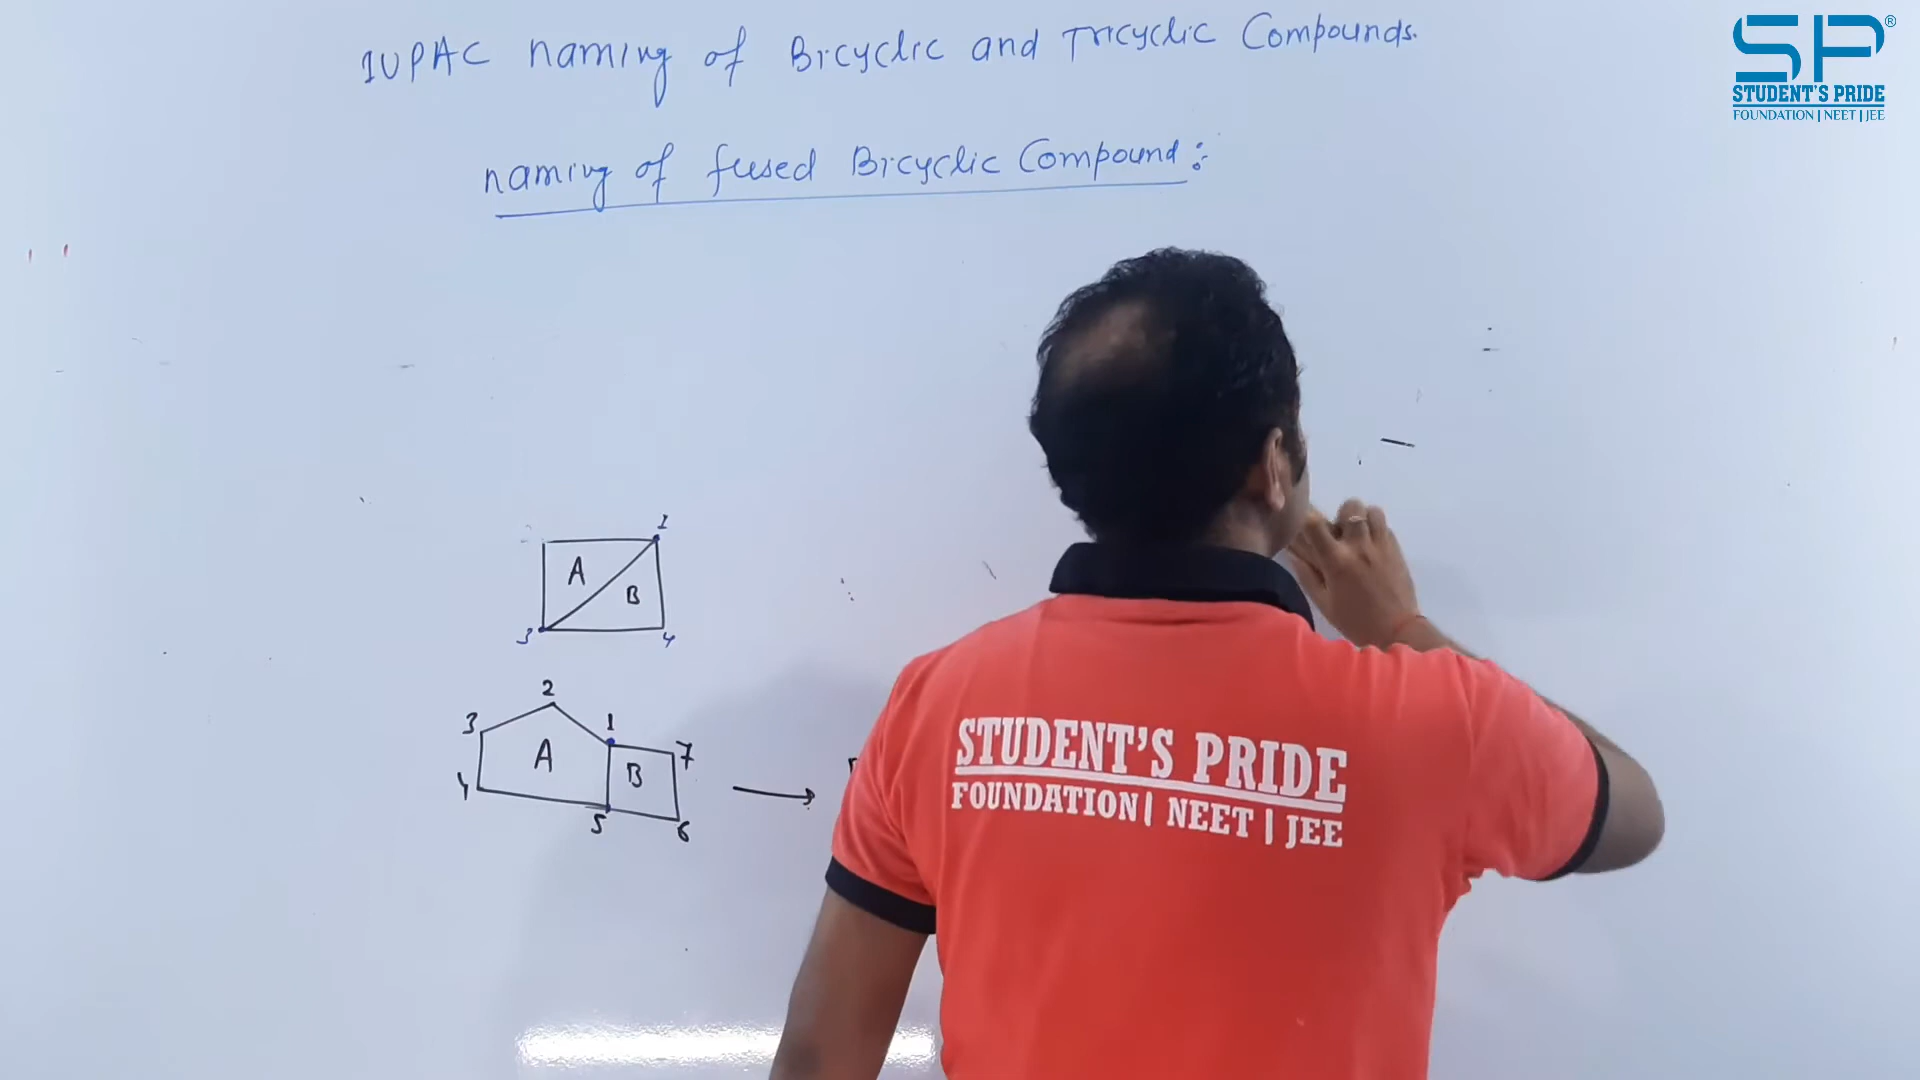 IUPAC naming of Bicyclic and Tricyclic Compounds.
SP®
STUDENT'S PRIDE
FOUNDATION | NEET | JEE
naming of fused Bicyclic Compound:
1
A
B
3
4
2
3
1
A
B
7
4
5
6
STUDENT'S PRIDE
FOUNDATION | NEET | JEE